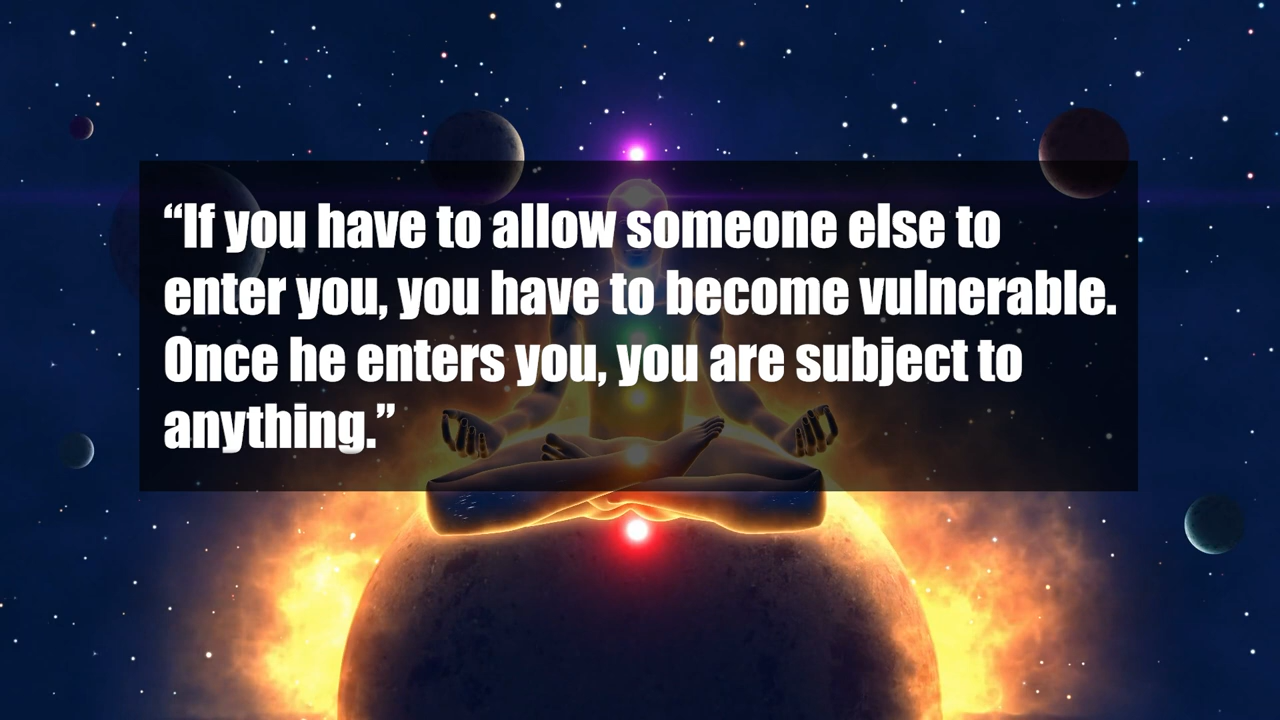 “If you have to allow someone else to
enter you, you have to become vulnerable.
Once he enters you, you are subject to
anything.”